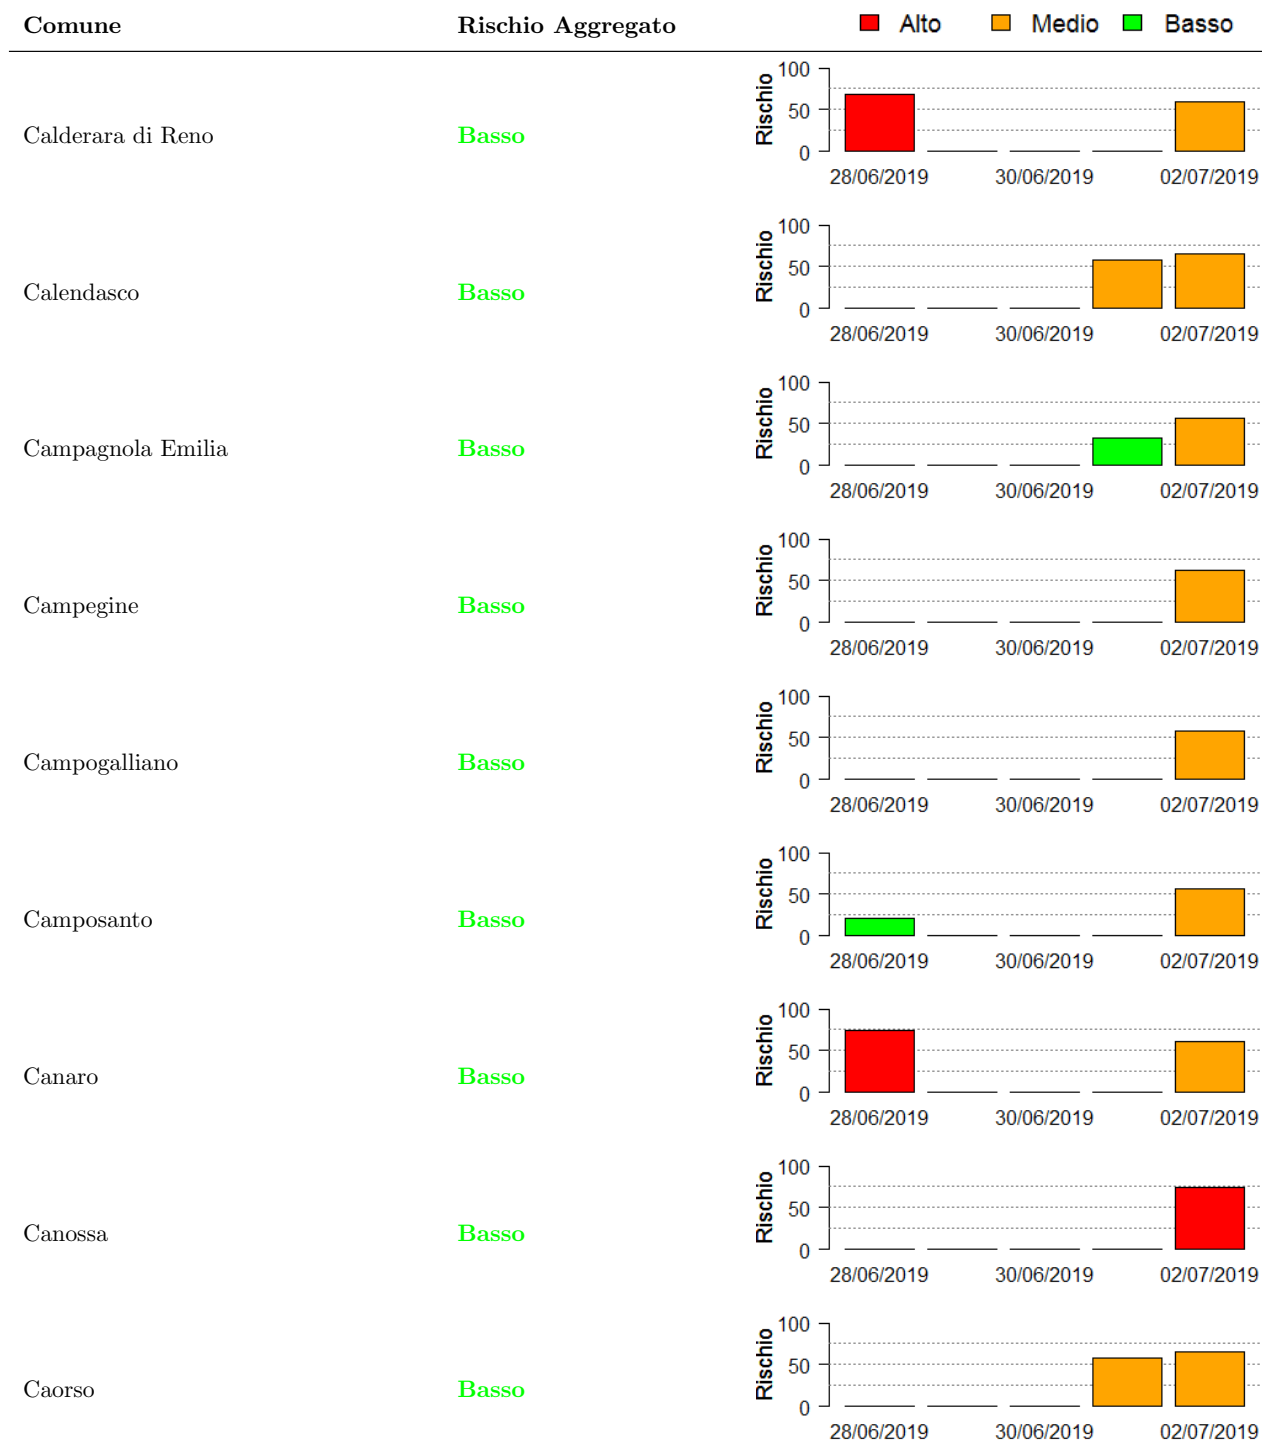 Comune Rischio Aggregato Alto Medio Basso
100
50
0
Rischio
Calderara di Reno Basso
28/06/2019 30/06/2019 02/07/2019
100
50
0
Rischio
Calendasco Basso
28/06/2019 30/06/2019 02/07/2019
100
50
0
Rischio
Campagnola Emilia Basso
28/06/2019 30/06/2019 02/07/2019
100
50
0
Rischio
Campegine Basso
28/06/2019 30/06/2019 02/07/2019
100
50
0
Rischio
Campogalliano Basso
28/06/2019 30/06/2019 02/07/2019
100
50
0
Rischio
Camposanto Basso
28/06/2019 30/06/2019 02/07/2019
100
50
0
Rischio
Canaro Basso
28/06/2019 30/06/2019 02/07/2019
100
50
0
Rischio
Canossa Basso
28/06/2019 30/06/2019 02/07/2019
100
50
0
Rischio
Caorso Basso
28/06/2019 30/06/2019 02/07/2019